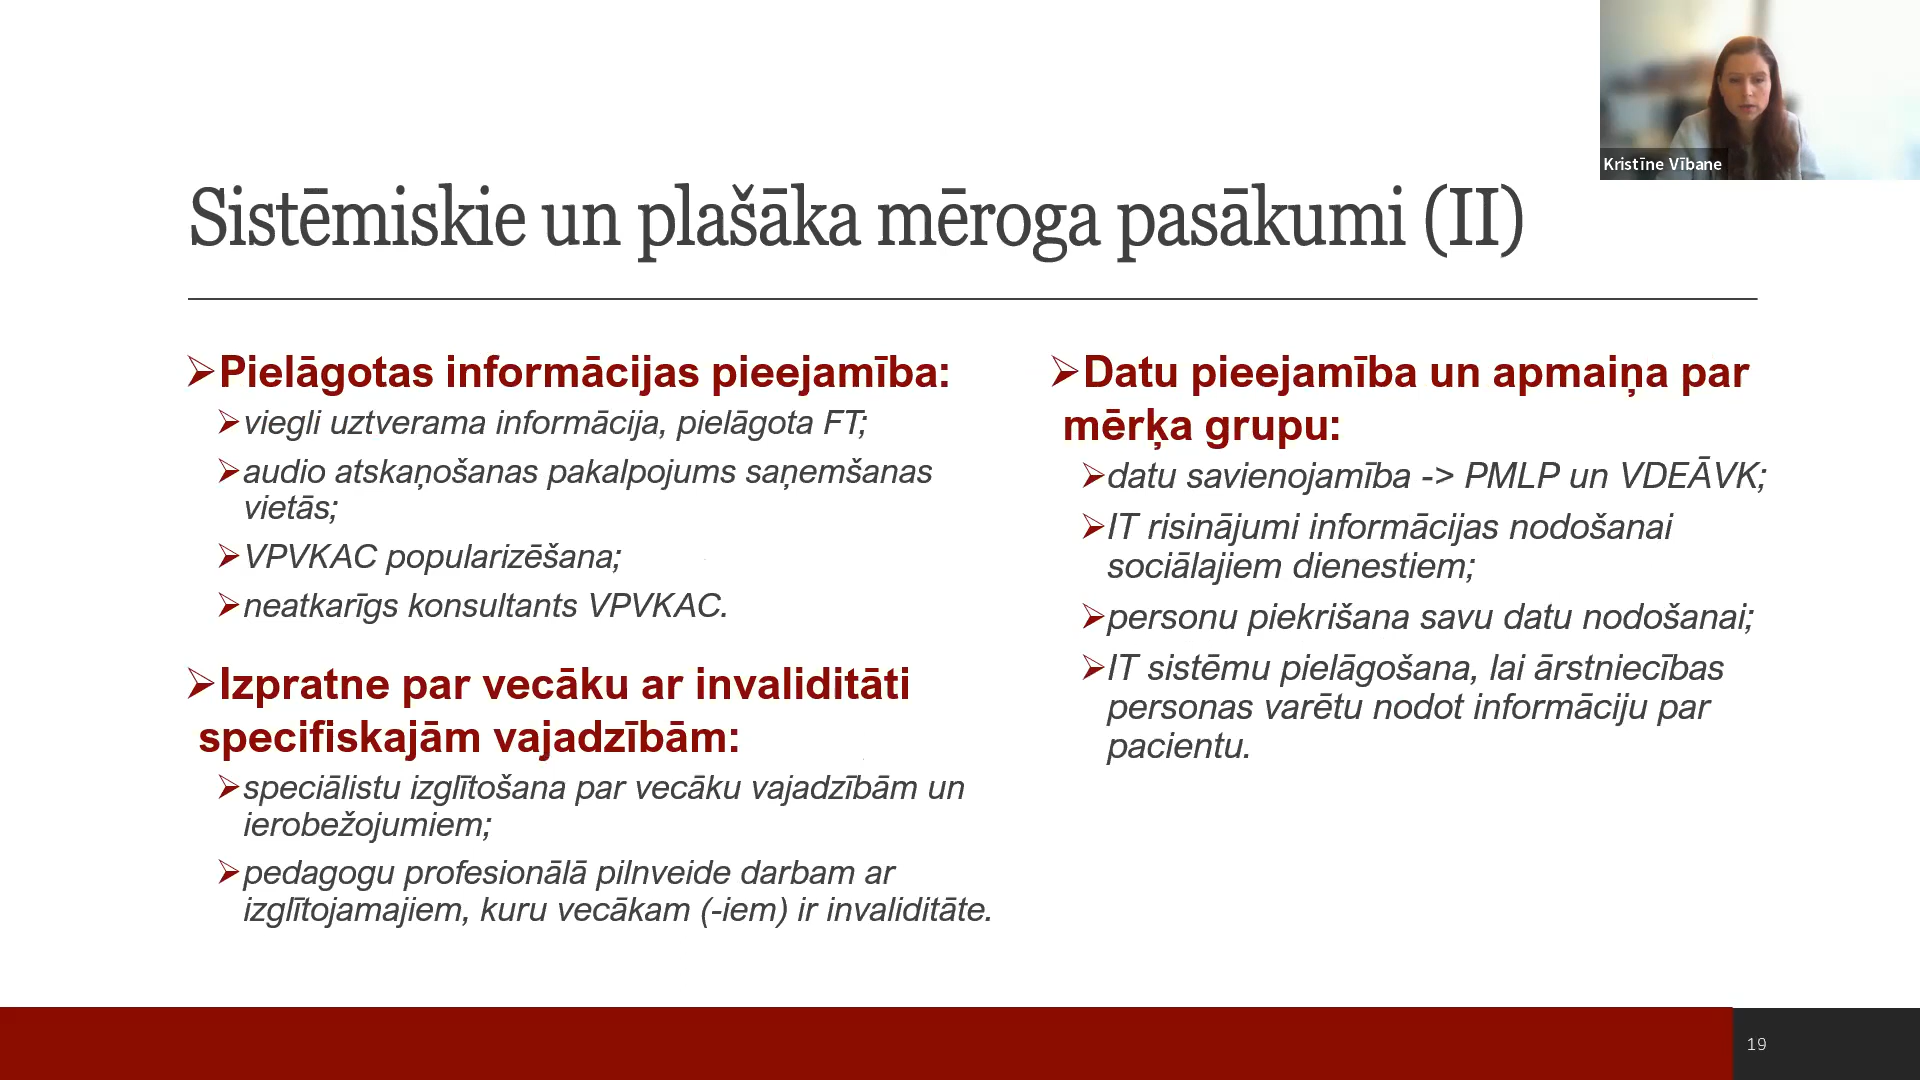 Kristīne Vībane
Sistēmiskie un plašāka mēroga pasākumi (II)
Pielāgotas informācijas pieejamība:
viegli uztverama informācija, pielāgota FT;
audio atskaņošanas pakalpojums saņemšanas
vietās;
VPVKAC popularizēšana;
neatkarīgs konsultants VPVKAC.
Izpratne par vecāku ar invaliditāti
specifiskajām vajadzībām:
speciālistu izglītošana par vecāku vajadzībām un
ierobežojumiem;
pedagogu profesionālā pilnveide darbam ar
izglītojamajiem, kuru vecākam (-iem) ir invaliditāte.
Datu pieejamība un apmaiņa par
mērķa grupu:
datu savienojamība -> PMLP un VDEĀVK;
IT risinājumi informācijas nodošanai
sociālajiem dienestiem;
personu piekrišana savu datu nodošanai;
IT sistēmu pielāgošana, lai ārstniecības
personas varētu nodot informāciju par
pacientu.
19